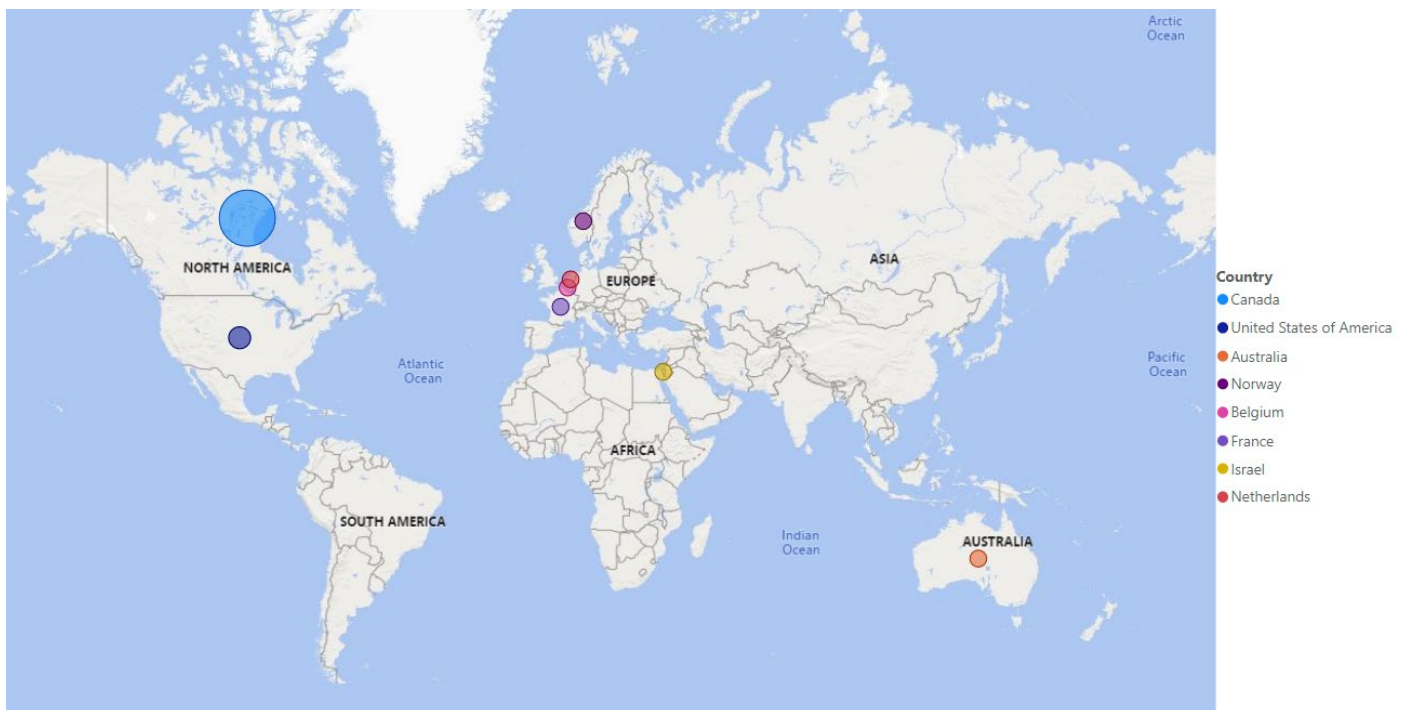 Arctic
Ocean
NORTH AMERICA
EUROPE
ASIA
Atlantic
Ocean
Pacific
Ocean
AFRICA
SOUTH AMERICA
Indian
Ocean
AUSTRALIA
Country
Canada
United States of America
Australia
Norway
Belgium
France
Israel
Netherlands